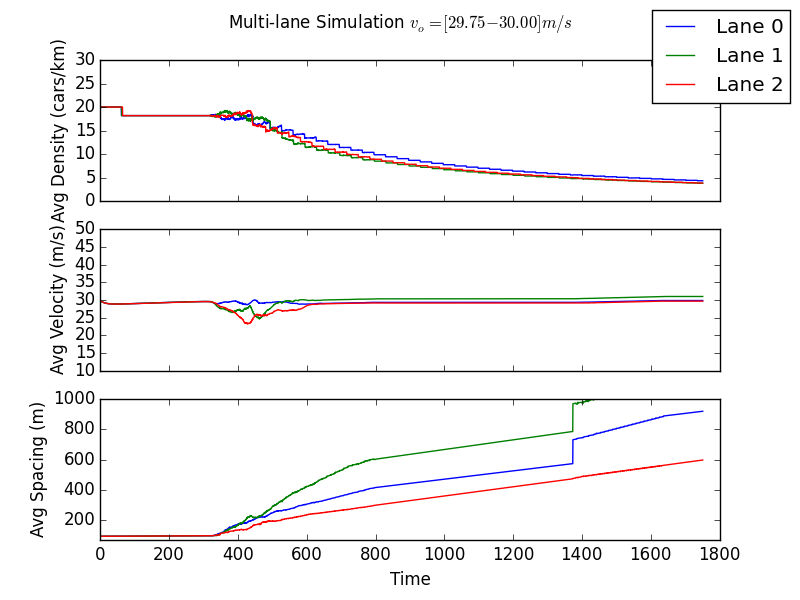 Multi-lane Simulation $v_o = [29.75 - 30.00] m/s$
Lane 0
Lane 1
Lane 2
Avg Density (cars/km)
30
25
20
15
10
5
0
Avg Velocity (m/s)
50
45
40
35
30
25
20
15
10
Avg Spacing (m)
1000
800
600
400
200
0 200 400 600 800 1000 1200 1400 1600 1800
Time